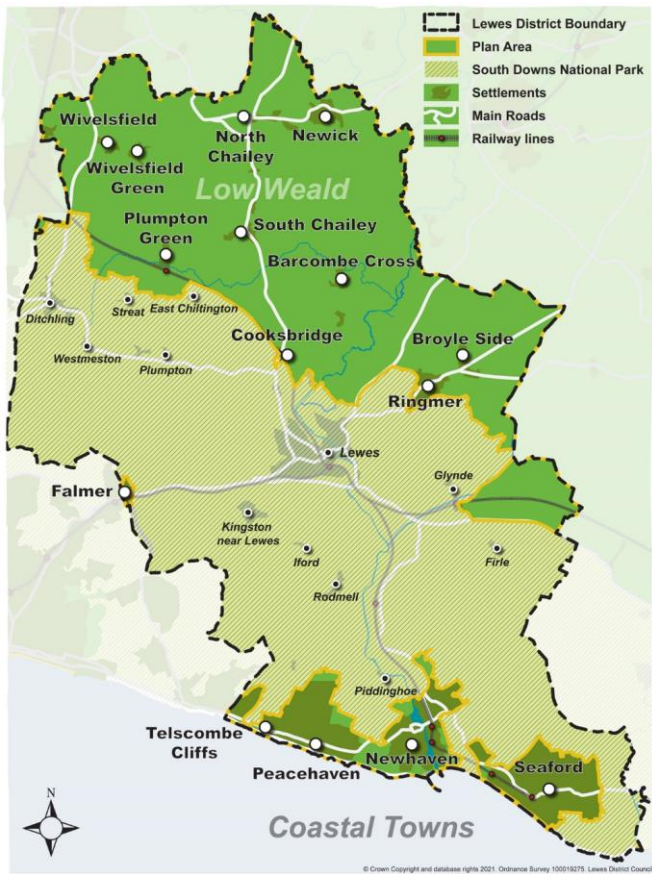 Lewes District Boundary
Plan Area
South Downs National Park
Settlements
Main Roads
Railway lines
Wivelsfield
Wivelsfield
Green
North
Chailey
Newick
Low Weald
Plumpton
Green
South Chailey
Barcombe Cross
Ditchling
Streat
East Chiltington
Westmeston
Plumpton
Cooksbridge
Broyle Side
Ringmer
Lewes
Falmer
Glynde
Kingston
near Lewes
Iford
Firle
Rodmell
Piddinghoe
Telscombe
Cliffs
Peacehaven
Newhaven
Seaford
N
Coastal Towns
© Crown Copyright and database rights 2021. Ordnance Survey 100019275. Lewes District Council